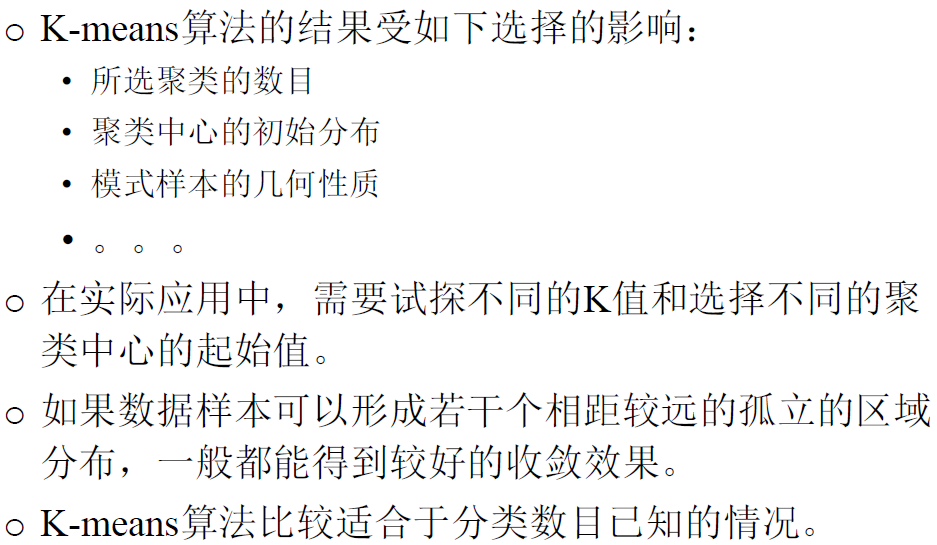 ○ K-means算法的结果受如下选择的影响：
• 所选聚类的数目
• 聚类中心的初始分布
• 模式样本的几何性质
• 。。。
○ 在实际应用中，需要试探不同的K值和选择不同的聚
类中心的起始值。
○ 如果数据样本可以形成若干个相距较远的孤立的区域
分布，一般都能得到较好的收敛效果。
○ K-means算法比较适合于分类数目已知的情况。